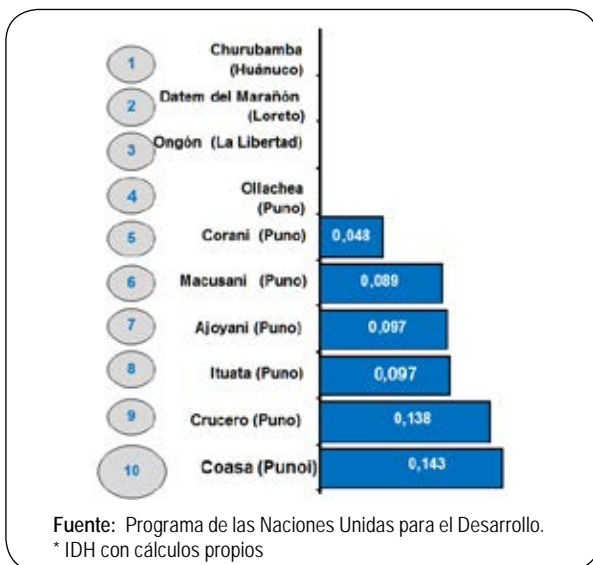 1 Churubamba
(Huánuco)
2 Datem del Marañón
(Loreto)
3 Ongón (La Libertad)
4 Ollachea
(Puno)
5 Corani (Puno) 0,048
6 Macusani (Puno) 0,089
7 Ajoyani (Puno) 0,097
8 Ituata (Puno) 0,097
9 Crucero (Puno) 0,138
10 Coasa (Punoi) 0,143
Fuente: Programa de las Naciones Unidas para el Desarrollo.
* IDH con cálculos propios